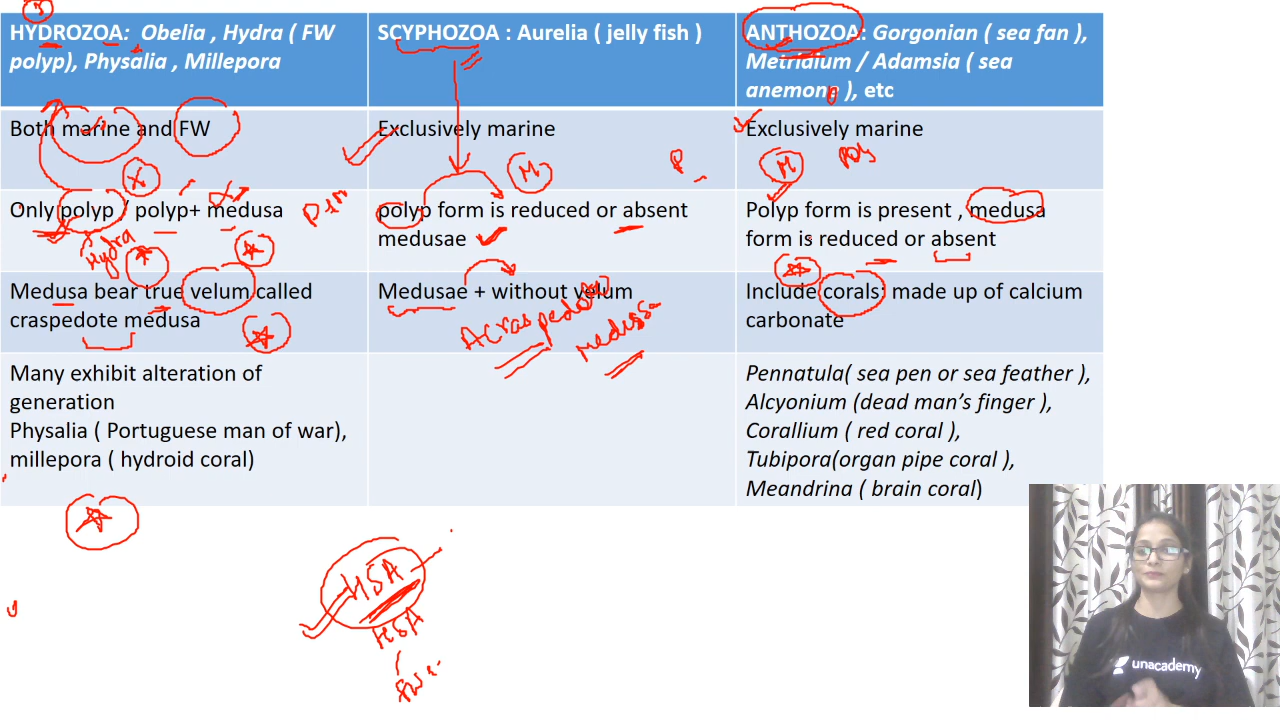 HYDROZOA: Obelia , Hydra ( FW
polyp), Physalia , Millepora
SCYPHOZOA : Aurelia ( jelly fish )
ANTHOZOA: Gorgonian ( sea fan ),
Metridium / Adamsia ( sea
anemone ), etc
Both marine and FW
Exclusively marine
Exclusively marine
M
M
P
Only polyp / polyp+ medusa
Hydra
P+M
polyp form is reduced or absent
medusae
Polyp form is present , medusa
form is reduced or absent
Medusa bear true velum called
craspedote medusa
Medusae + without velum
Acraspedote
medusa
Include corals; made up of calcium
carbonate
Many exhibit alteration of
generation
Physalia ( Portuguese man of war),
millepora ( hydroid coral)
Pennatula( sea pen or sea feather ),
Alcyonium (dead man’s finger ),
Corallium ( red coral ),
Tubipora(organ pipe coral ),
Meandrina ( brain coral)
HSA
HSA
FW
unacademy